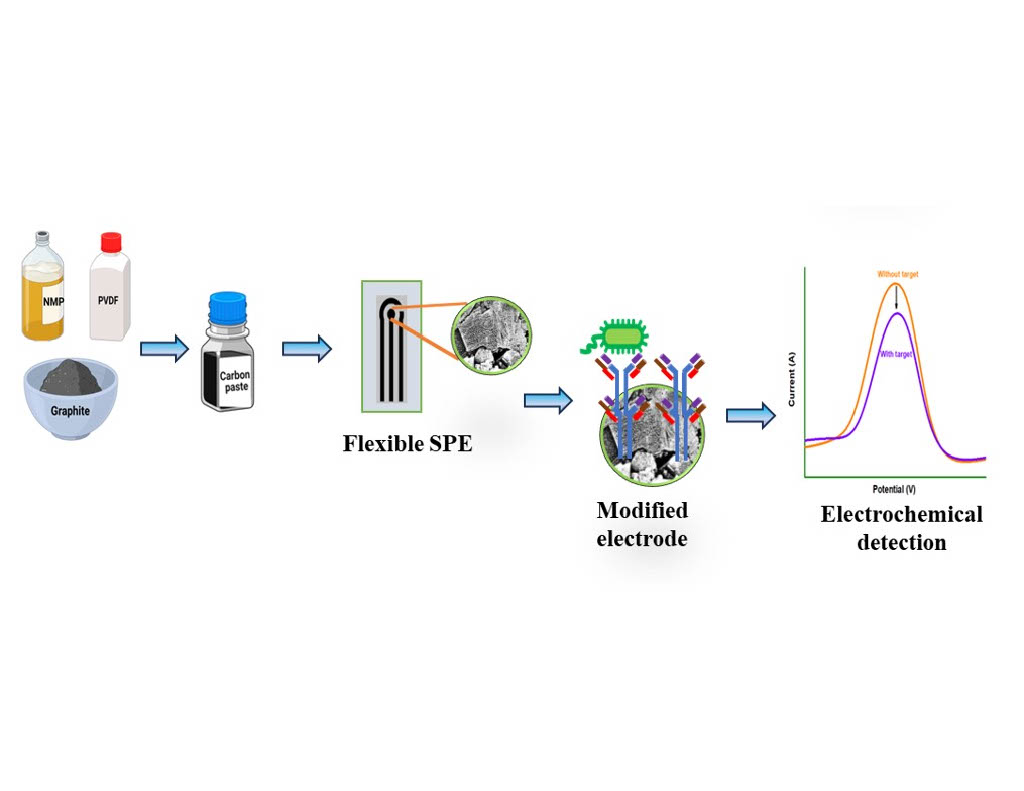 NMP
PVDF
Graphite
Carbon
paste
Flexible SPE
Modified
electrode
Without target
With target
Current (A)
Potential (V)
Electrochemical
detection